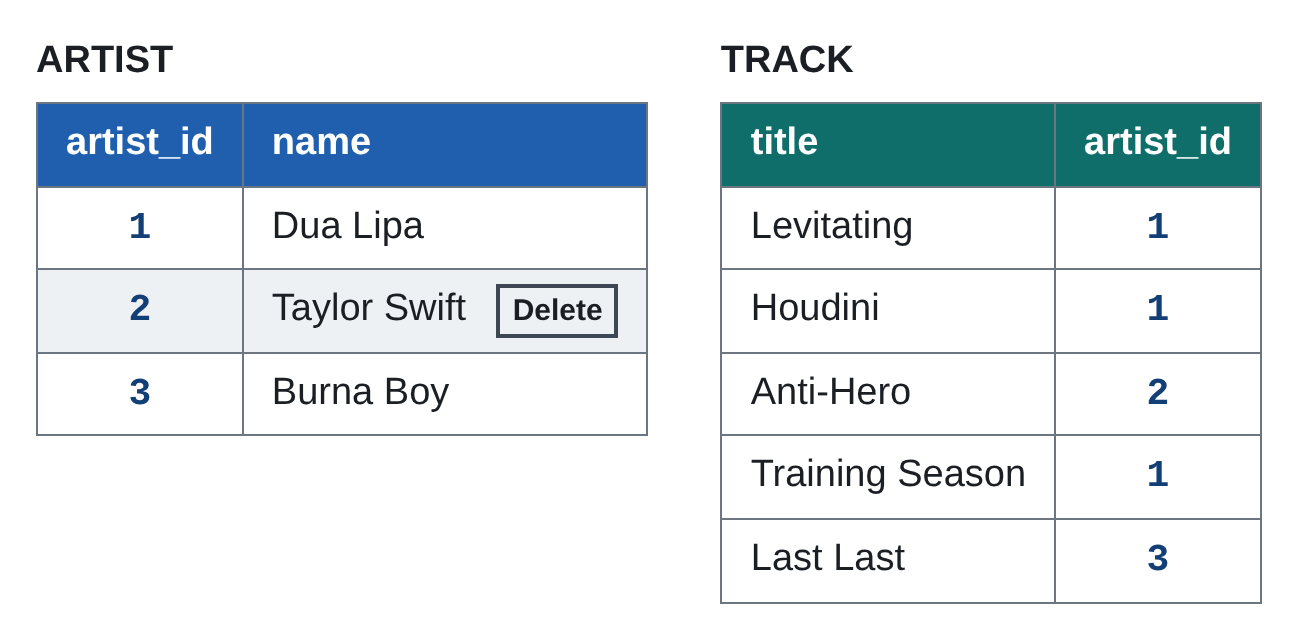 ARTIST
artist_id name
1 Dua Lipa
2 Taylor Swift Delete
3 Burna Boy
TRACK
title artist_id
Levitating 1
Houdini 1
Anti-Hero 2
Training Season 1
Last Last 3